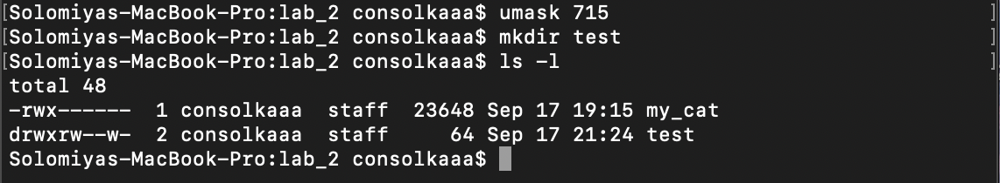 [Solomiyas-MacBook-Pro:lab_2 consolkaaa$ umask 715 ]
[Solomiyas-MacBook-Pro:lab_2 consolkaaa$ mkdir test ]
[Solomiyas-MacBook-Pro:lab_2 consolkaaa$ ls -l ]
total 48
-rwx------  1 consolkaaa  staff  23648 Sep 17 19:15 my_cat
drwxrw--w-  2 consolkaaa  staff     64 Sep 17 21:24 test
Solomiyas-MacBook-Pro:lab_2 consolkaaa$